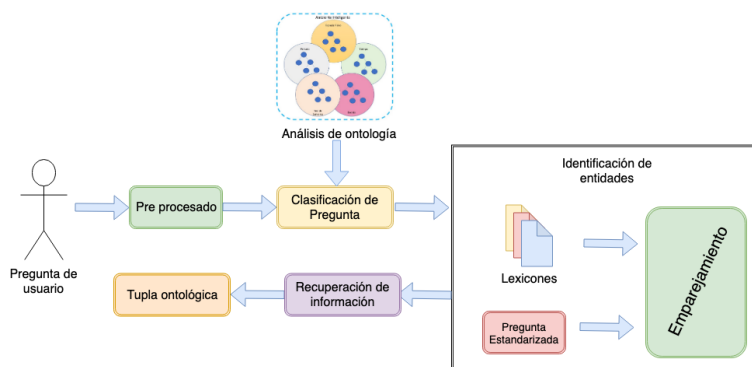 Análisis de ontología
Identificación de
entidades
Pregunta de
usuario
Pre procesado
Clasificación de
Pregunta
Lexicones
Emparejamiento
Tupla ontológica
Recuperación de
información
Pregunta
Estandarizada